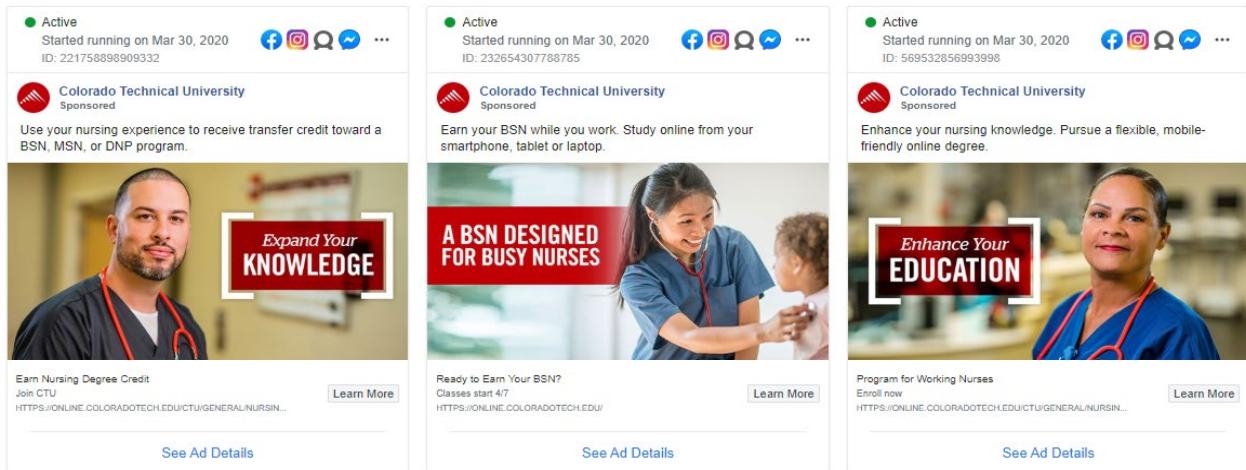 Active
Started running on Mar 30, 2020
ID: 221758898909332
Colorado Technical University
Sponsored
Use your nursing experience to receive transfer credit toward a
BSN, MSN, or DNP program.
Expand Your
KNOWLEDGE
Earn Nursing Degree Credit
Join CTU
HTTPS://ONLINE.COLORADOTECH.EDU/CTU/GENERAL/NURSIN...
Learn More
See Ad Details
Active
Started running on Mar 30, 2020
ID: 232654307788785
Colorado Technical University
Sponsored
Earn your BSN while you work. Study online from your
smartphone, tablet or laptop.
A BSN DESIGNED
FOR BUSY NURSES
Ready to Earn Your BSN?
Classes start 4/7
HTTPS://ONLINE.COLORADOTECH.EDU/
Learn More
See Ad Details
Active
Started running on Mar 30, 2020
ID: 569532856993998
Colorado Technical University
Sponsored
Enhance your nursing knowledge. Pursue a flexible, mobile-
friendly online degree.
Enhance Your
EDUCATION
Program for Working Nurses
Enroll now
HTTPS://ONLINE.COLORADOTECH.EDU/CTU/GENERAL/NURSIN...
Learn More
See Ad Details